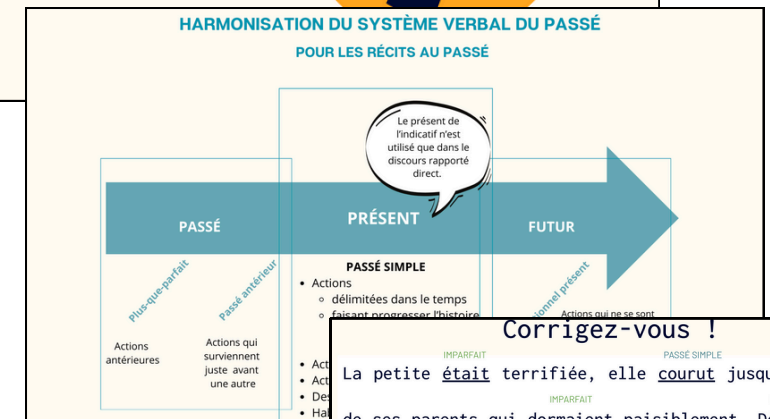 HARMONISATION DU SYSTÈME VERBAL DU PASSÉ
POUR LES RÉCITS AU PASSÉ
Le présent de
l'indicatif n'est
utilisé que dans le
discours rapporté
direct.
PASSÉ
PRÉSENT
FUTUR
Plus-que-parfait
Passé antérieur
Actions
antérieures
Actions qui
surviennent
juste avant
une autre
PASSÉ SIMPLE
• Actions
délimitées dans le temps
faisant progresser l'histoire
présent
Actions qui ne se sont
Corrigez-vous !
IMPARFAIT
PASSÉ SIMPLE
La petite était terrifiée, elle courut
IMPARFAIT
de ses parents qui dormaient paisiblement.